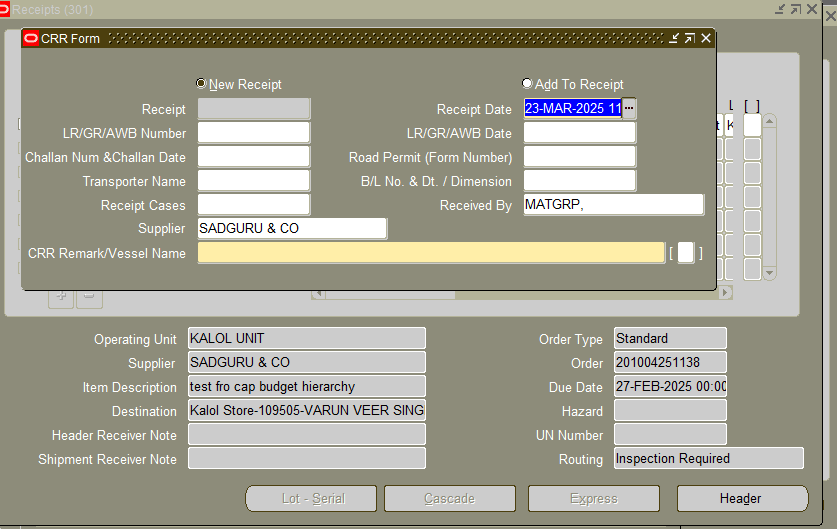 Receipts (301)
CRR Form
New Receipt Add To Receipt
Receipt Receipt Date 23-MAR-2025 11 ...
LR/GR/AWB Number LR/GR/AWB Date
Challan Num &Challan Date Road Permit (Form Number)
Transporter Name B/L No. & Dt. / Dimension
Receipt Cases Received By MATGRP,
Supplier SADGURU & CO
CRR Remark/Vessel Name [ ]
L [ ]
t K
Operating Unit KALOL UNIT Order Type Standard
Supplier SADGURU & CO Order 201004251138
Item Description test fro cap budget hierarchy Due Date 27-FEB-2025 00:00
Destination Kalol Store-109505-VARUN VEER SING Hazard
Header Receiver Note UN Number
Shipment Receiver Note Routing Inspection Required
Lot - Serial Cascade Express Header